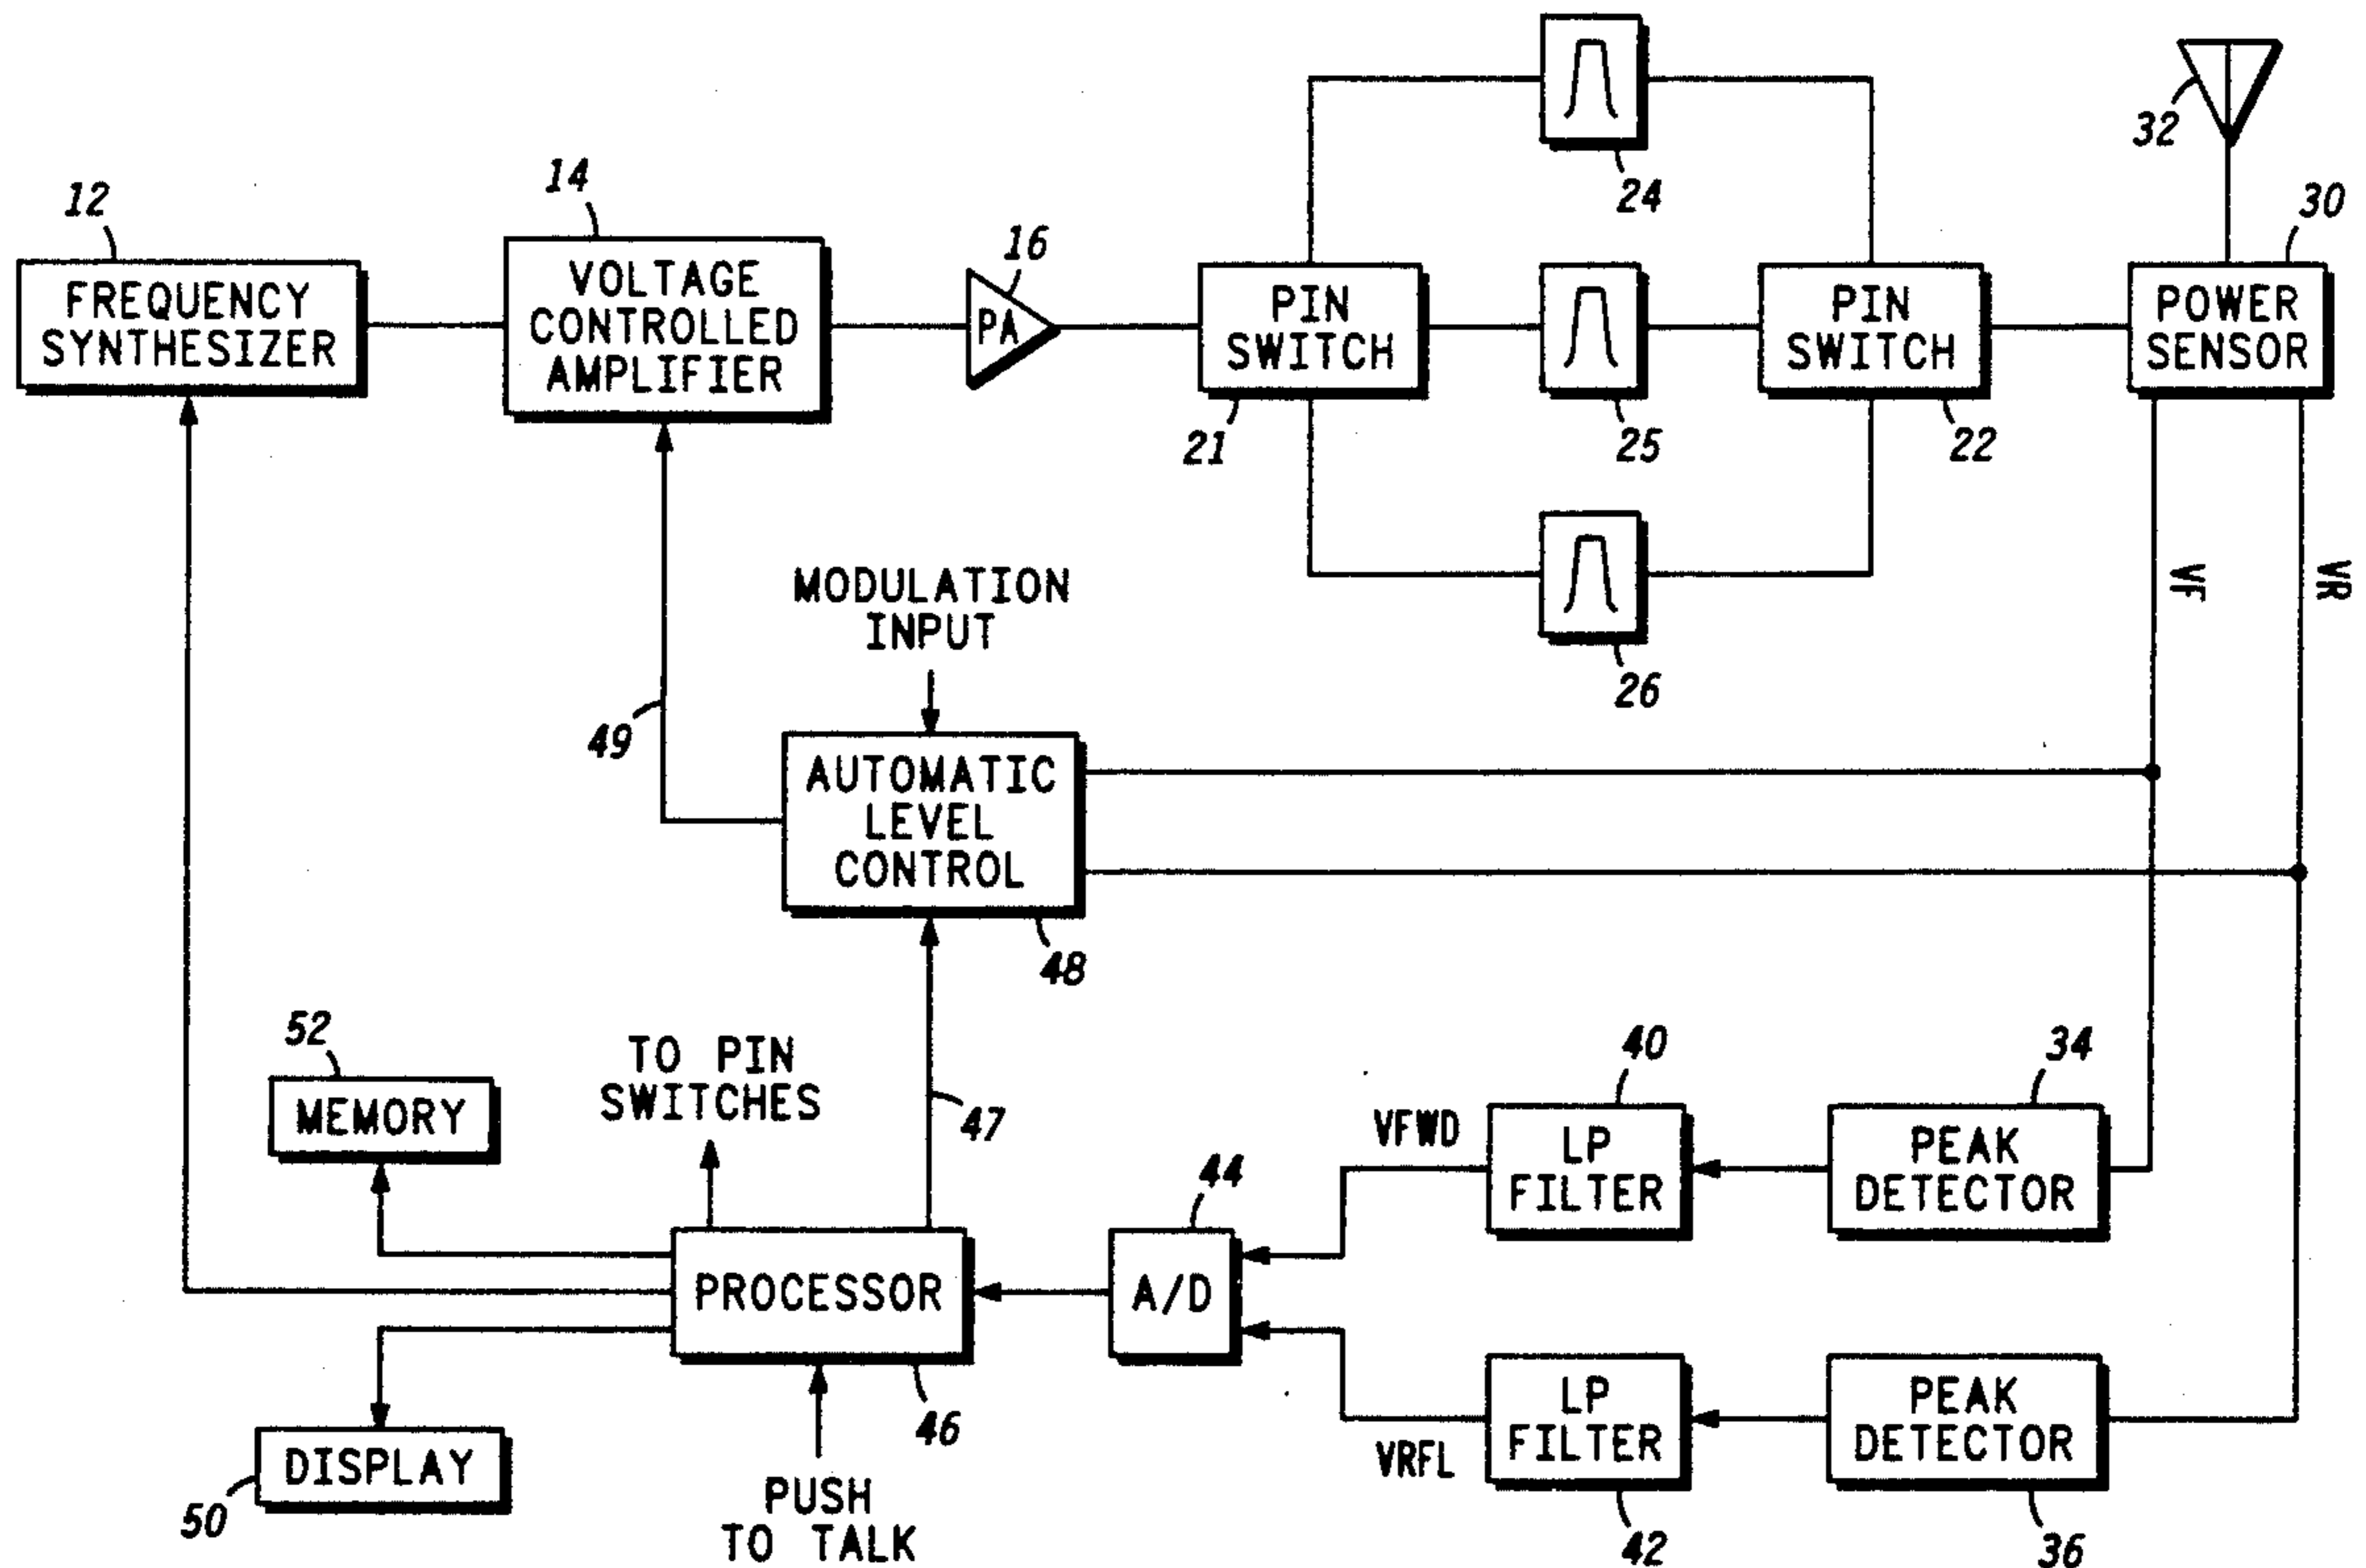 12
FREQUENCY
SYNTHESIZER
14
VOLTAGE
CONTROLLED
AMPLIFIER
16
PA
PIN
SWITCH
21
24
25
26
PIN
SWITCH
22
32
30
POWER
SENSOR
VF
VR
MODULATION
INPUT
49
AUTOMATIC
LEVEL
CONTROL
48
47
52
MEMORY
TO PIN
SWITCHES
PROCESSOR
46
DISPLAY
50
PUSH
TO TALK
44
A/D
VFWD
40
LP
FILTER
34
PEAK
DETECTOR
VRFL
LP
FILTER
42
PEAK
DETECTOR
36